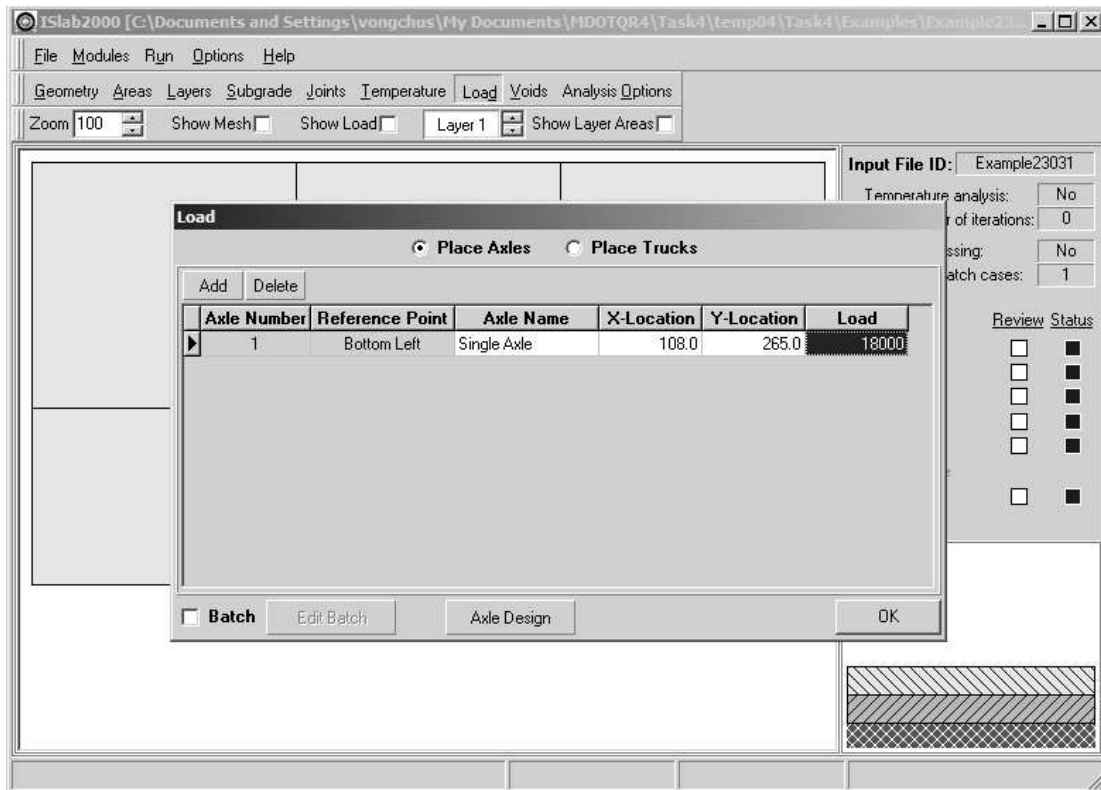 ISlab2000 [C:\Documents and Settings\vongchus\My Documents\MDOTQR4\Task4\temp04\Task4\Examples\Example23
File Modules Run Options Help
Geometry Areas Layers Subgrade Joints Temperature Load Voids Analysis Options
Zoom 100 Show Mesh Show Load Layer 1 Show Layer Areas
Input File ID: Example23031
Temperature analysis: No
r of iterations: 0
ssing: No
atch cases: 1
Review Status
Load
Place Axles Place Trucks
Add Delete
Axle Number Reference Point Axle Name X-Location Y-Location Load
1 Bottom Left Single Axle 108.0 265.0 18000
Batch Edit Batch Axle Design OK